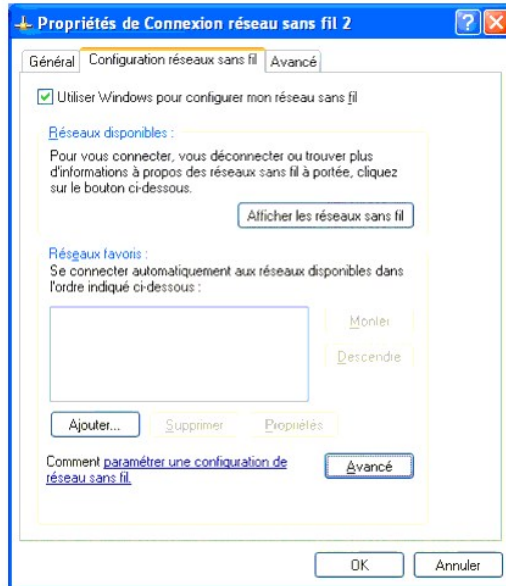 Propriétés de Connexion réseau sans fil 2
Général Configuration réseaux sans fil Avancé
Utiliser Windows pour configurer mon réseau sans fil
Réseaux disponibles :
Pour vous connecter, vous déconnecter ou trouver plus
d'informations à propos des réseaux sans fil à portée, cliquez
sur le bouton ci-dessous.
Afficher les réseaux sans fil
Réseaux favoris :
Se connecter automatiquement aux réseaux disponibles dans
l'ordre indiqué ci-dessous :
Monter
Descendre
Ajouter... Supprimer Propriétés
Comment paramétrer une configuration de
réseau sans fil.
Avancé
OK Annuler